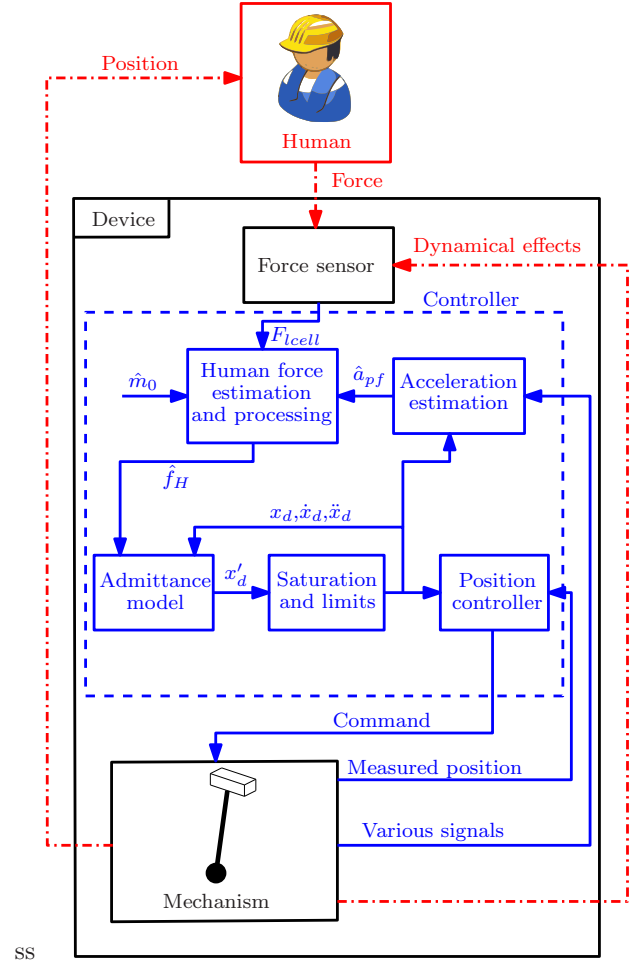 Position
Human
Force
Device
Dynamical effects
Force sensor
Controller
F_{lcell}
Human force
estimation
and processing
\hat{m}_0
\hat{a}_{pf}
Acceleration
estimation
\hat{f}_H
x_d,\dot{x}_d,\ddot{x}_d
Admittance
model
x'_d
Saturation
and limits
Position
controller
Command
Measured position
Various signals
Mechanism
ss